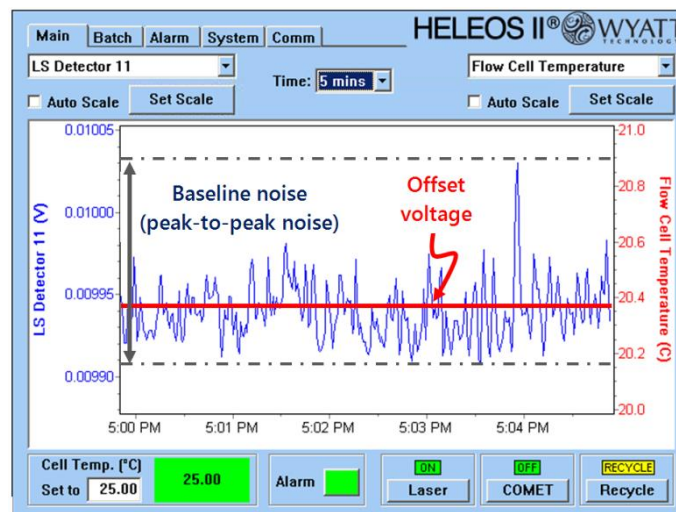 HELEOS II® WYATT
TECHNOLOGY
Main Batch Alarm System Comm
LS Detector 11
Time: 5 mins
Flow Cell Temperature
Auto Scale Set Scale
Auto Scale Set Scale
LS Detector 11 (V)
0.01005
0.01000
0.00995
0.00990
Baseline noise
(peak-to-peak noise)
Offset
voltage
21.0
20.8
20.6
20.4
20.2
20.0
Flow Cell Temperature (C)
5:00 PM 5:01 PM 5:02 PM 5:03 PM 5:04 PM
Cell Temp. (°C)
Set to 25.00
25.00
Alarm
ON
Laser
OFF
COMET
RECYCLE
Recycle